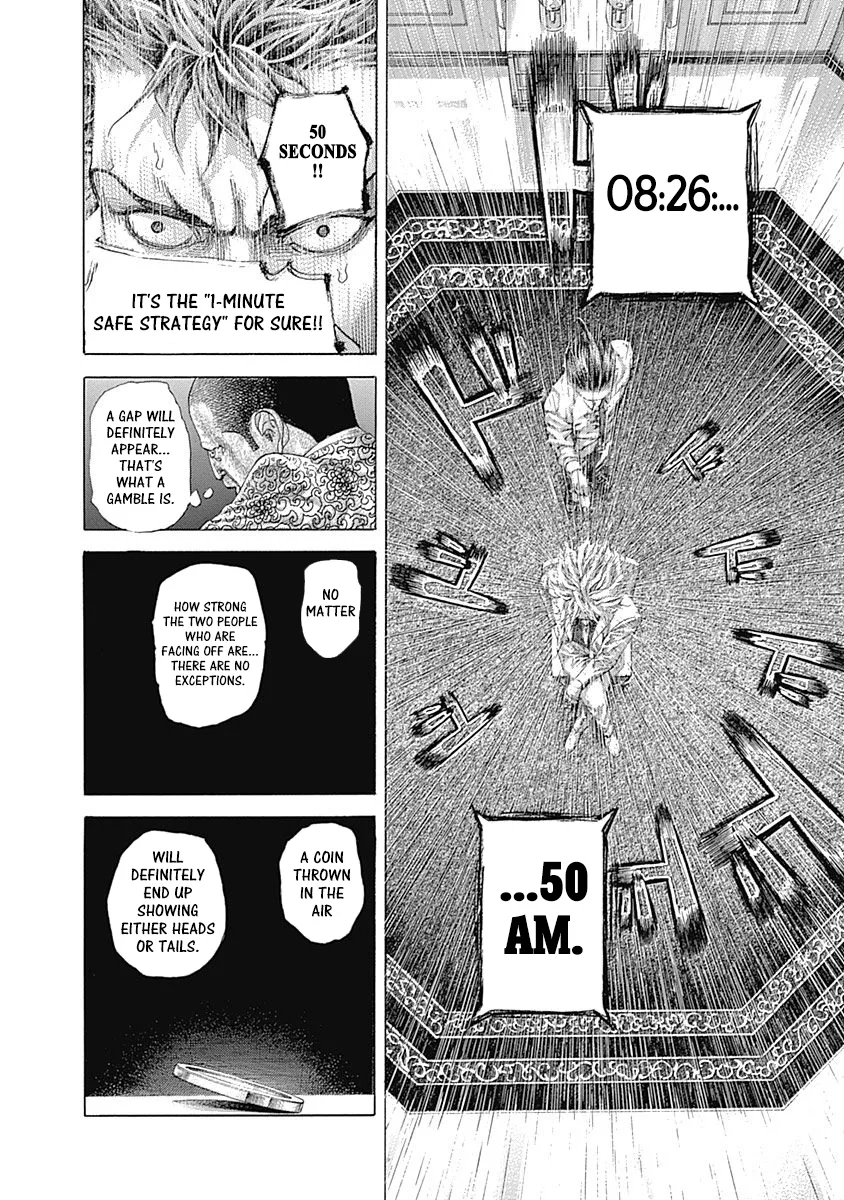 08:26:...
...50
AM.
50
SECONDS
!!
IT'S THE "1-MINUTE
SAFE STRATEGY" FOR SURE!!
A GAP WILL
DEFINITELY
APPEAR...
THAT'S
WHAT A
GAMBLE IS.
NO
MATTER
HOW STRONG
THE TWO PEOPLE
WHO ARE
FACING OFF ARE...
THERE ARE NO
EXCEPTIONS.
A COIN
THROWN
IN THE
AIR
WILL
DEFINITELY
END UP
SHOWING
EITHER HEADS
OR TAILS.